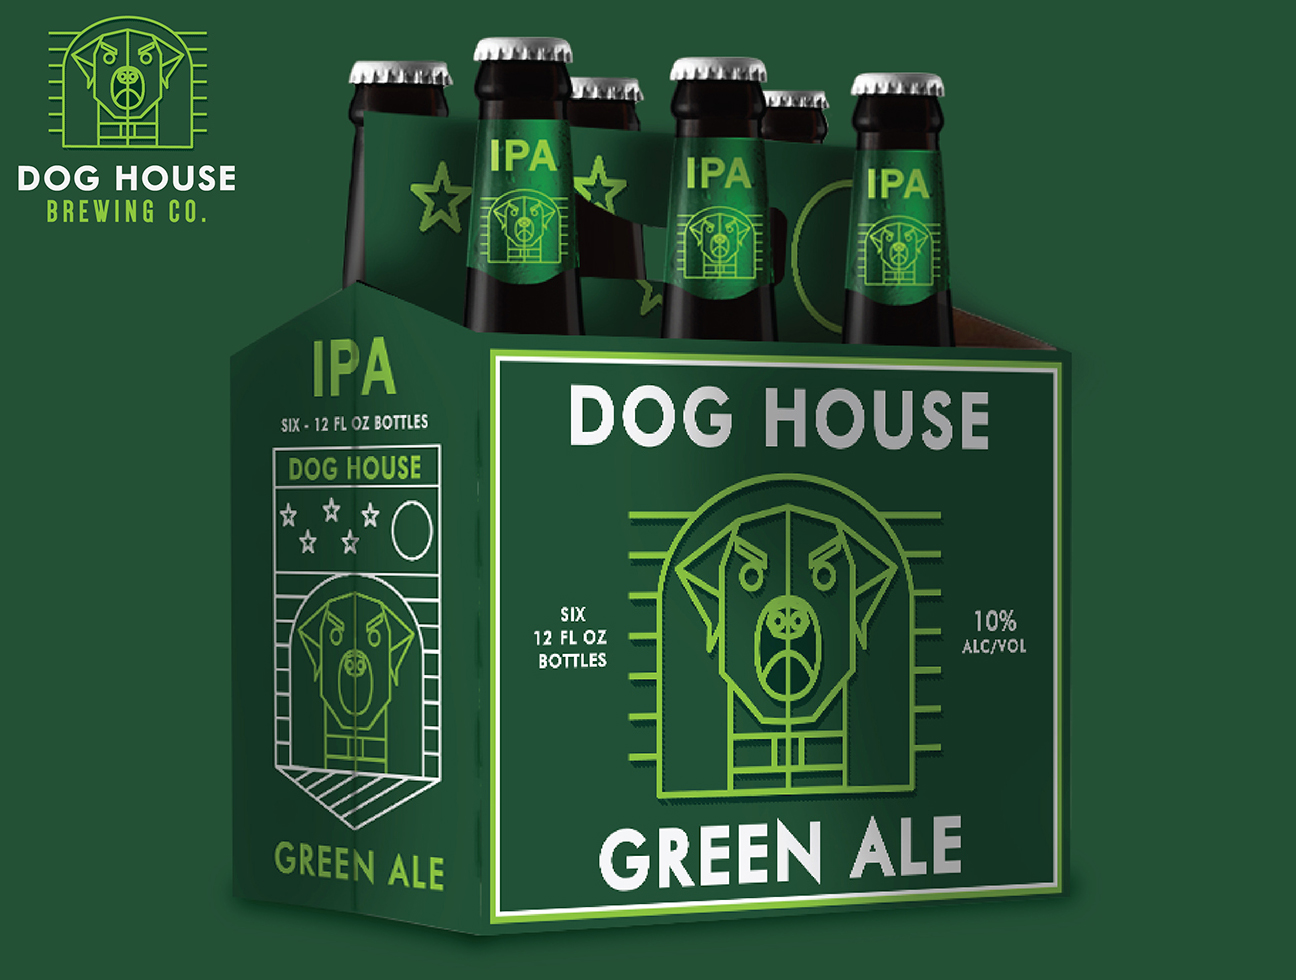 DOG HOUSE
BREWING CO.
IPA
IPA
IPA
IPA
SIX - 12 FL OZ BOTTLES
DOG HOUSE
GREEN ALE
DOG HOUSE
SIX
12 FL OZ
BOTTLES
10%
ALC/VOL
GREEN ALE